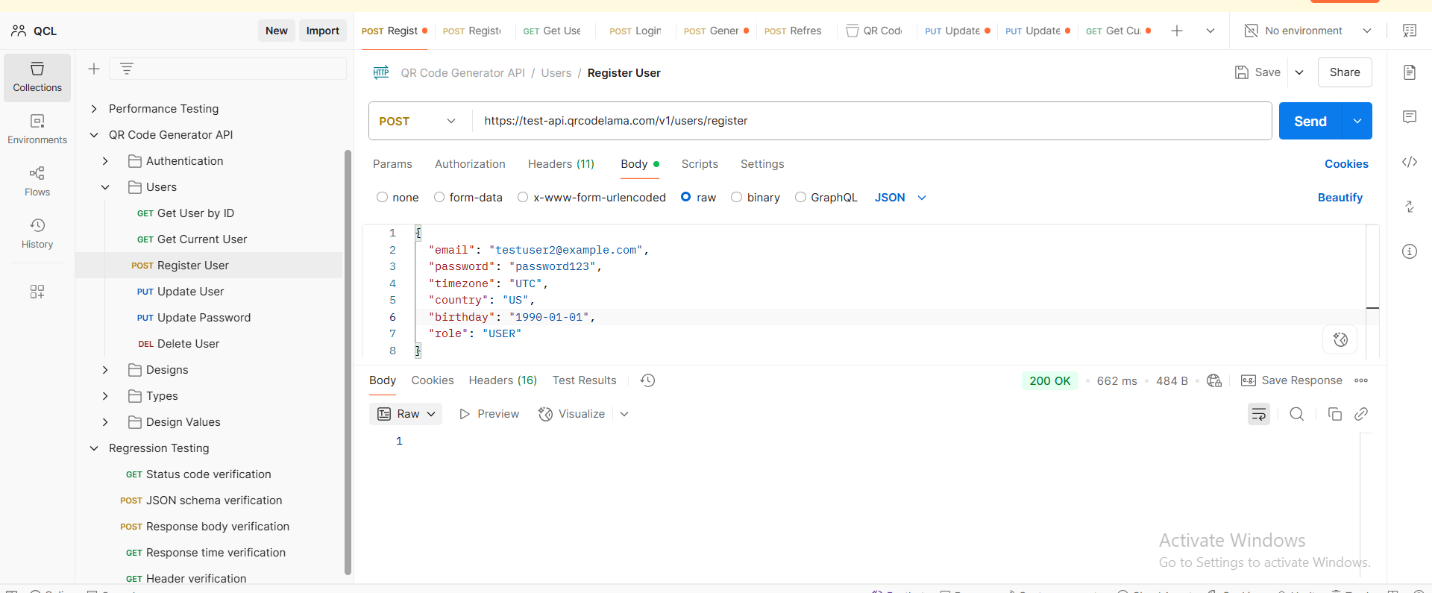 QCL
New
Import
POST Regist
POST Regist
GET Get Use
POST Login
POST Gener
POST Refres
QR Cod
PUT Update
PUT Update
GET Get Cu
No environment
Collections
Environments
Flows
History
Performance Testing
QR Code Generator API
Authentication
Users
GET Get User by ID
GET Get Current User
POST Register User
PUT Update User
PUT Update Password
DEL Delete User
Designs
Types
Design Values
Regression Testing
GET Status code verification
POST JSON schema verification
POST Response body verification
GET Response time verification
GET Header verification
HTTP QR Code Generator API / Users / Register User
Save
Share
POST https://test-api.qrcodelama.com/v1/users/register
Send
Params Authorization Headers (11) Body Scripts Settings
Cookies
none form-data x-www-form-urlencoded raw binary GraphQL JSON
Beautify
1 {
2 "email": "testuser2@example.com",
3 "password": "password123",
4 "timezone": "UTC",
5 "country": "US",
6 "birthday": "1990-01-01",
7 "role": "USER"
8 }
Body Cookies Headers (16) Test Results
200 OK 662 ms 484 B e.g. Save Response
Raw Preview Visualize
1
Activate Windows
Go to Settings to activate Windows.